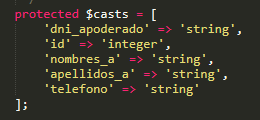 protected $casts = [
'dni_apoderado' => 'string',
'id' => 'integer',
'nombres_a' => 'string',
'apellidos_a' => 'string',
'telefono' => 'string'
];